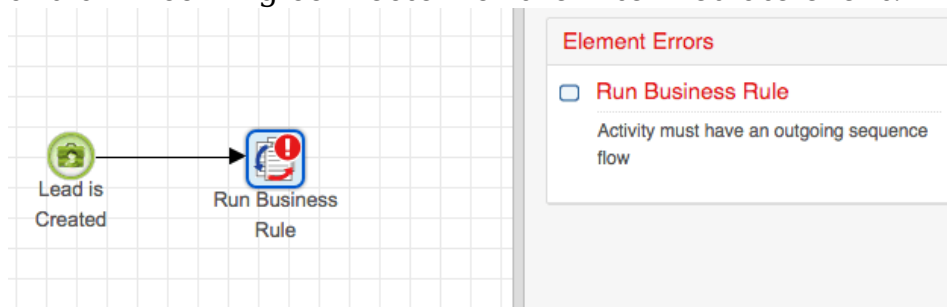 Element Errors
Run Business Rule
Activity must have an outgoing sequence
flow
Lead is
Created
Run Business
Rule